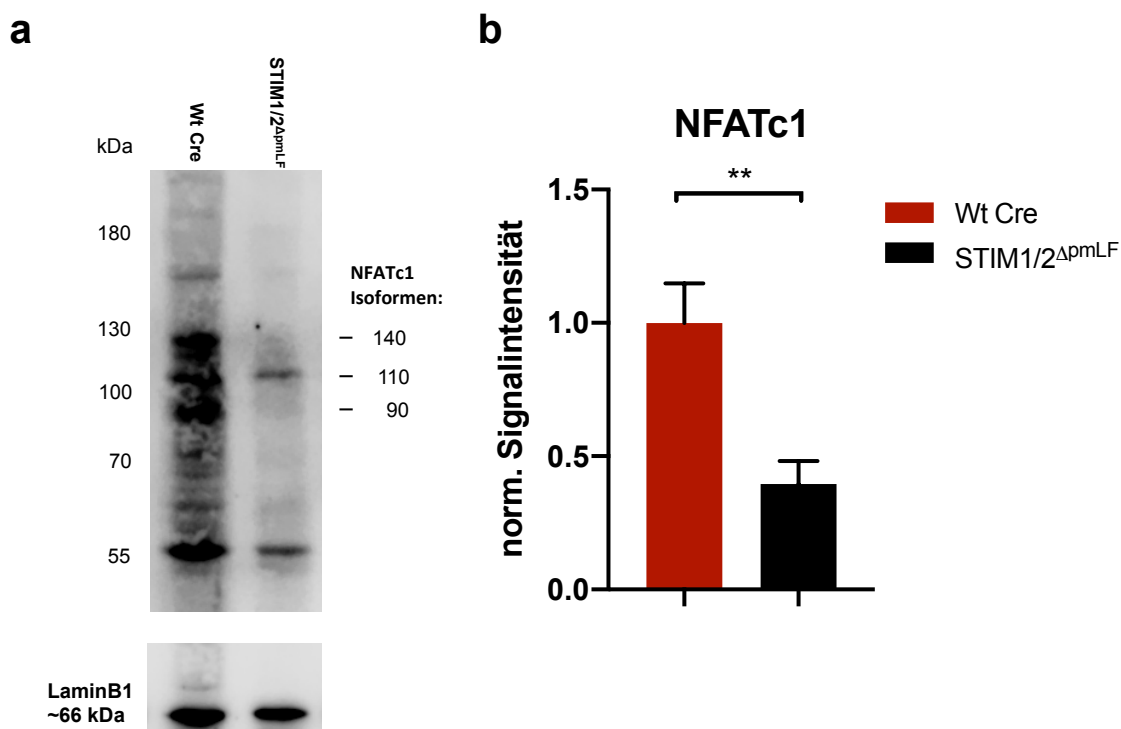 a
Wt Cre
STIM1/2ΔpmLF
kDa
180
130
100
70
55
NFATc1
Isoformen:
– 140
– 110
– 90
LaminB1
~66 kDa
b
NFATc1
**
norm. Signalintensität
1.5
1.0
0.5
0.0
Wt Cre
STIM1/2ΔpmLF